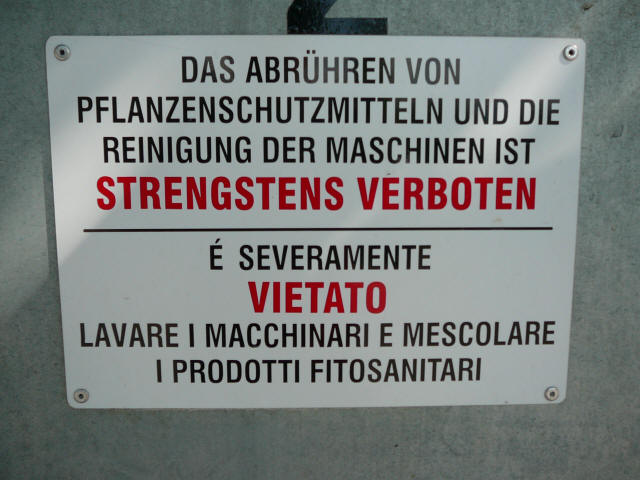 DAS ABRÜHREN VON
PFLANZENSCHUTZMITTELN UND DIE
REINIGUNG DER MASCHINEN IST
STRENGSTENS VERBOTEN
É SEVERAMENTE
VIETATO
LAVARE I MACCHINARI E MESCOLARE
I PRODOTTI FITOSANITARI